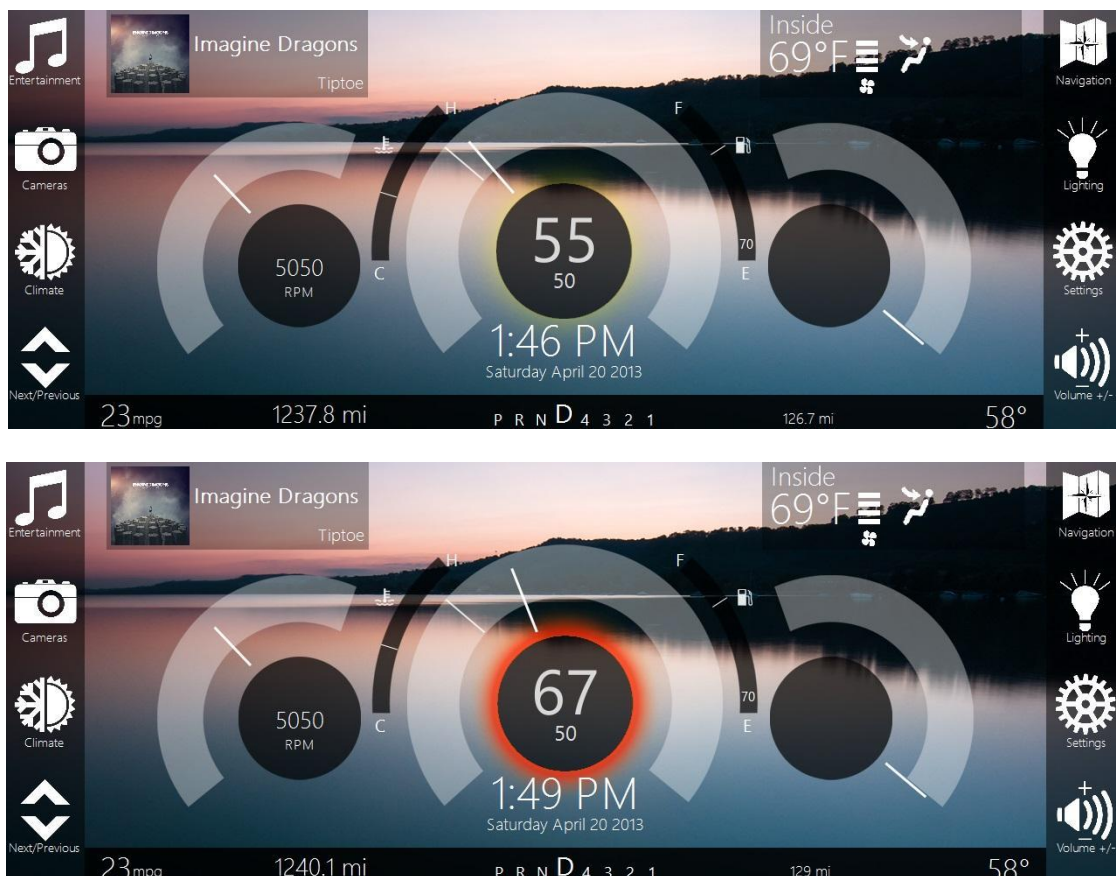 Entertainment
Imagine Dragons
Tiptoe
Inside
69°F
Navigation
H
F
Cameras
Lighting
55
50
5050
RPM
C
70
E
Climate
Settings
1:46 PM
Saturday April 20 2013
Next/Previous
+
Volume +/-
23mpg
1237.8 mi
P R N D 4 3 2 1
126.7 mi
58°
Entertainment
Imagine Dragons
Tiptoe
Inside
69°F
Navigation
H
F
Cameras
Lighting
67
50
5050
RPM
C
70
E
Climate
Settings
1:49 PM
Saturday April 20 2013
Next/Previous
+
Volume +/-
23mpg
1240.1 mi
P R N D 4 3 2 1
129 mi
58°